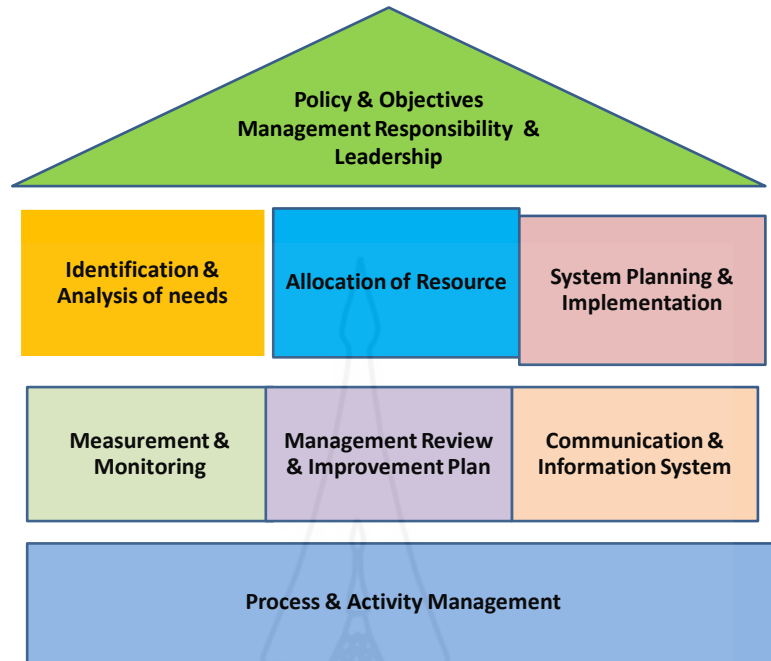 Policy & Objectives
Management Responsibility &
Leadership
Identification &
Analysis of needs
Allocation of Resource
System Planning &
Implementation
Measurement &
Monitoring
Management Review
& Improvement Plan
Communication &
Information System
Process & Activity Management